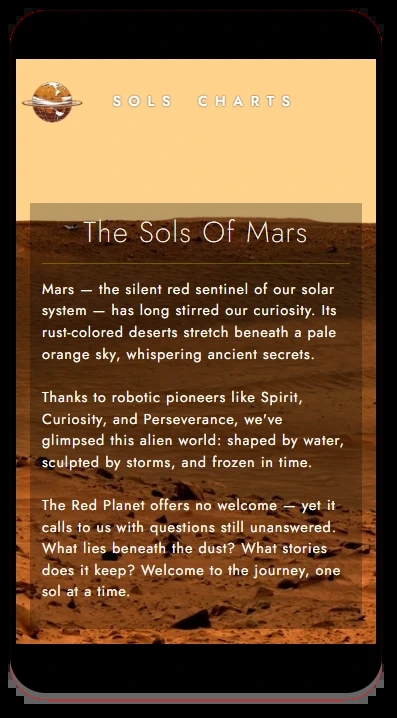 SOLS CHARTS
The Sols Of Mars
Mars — the silent red sentinel of our solar
system — has long stirred our curiosity. Its
rust-colored deserts stretch beneath a pale
orange sky, whispering ancient secrets.
Thanks to robotic pioneers like Spirit,
Curiosity, and Perseverance, we've
glimpsed this alien world: shaped by water,
sculpted by storms, and frozen in time.
The Red Planet offers no welcome — yet it
calls to us with questions still unanswered.
What lies beneath the dust? What stories
does it keep? Welcome to the journey, one
sol at a time.